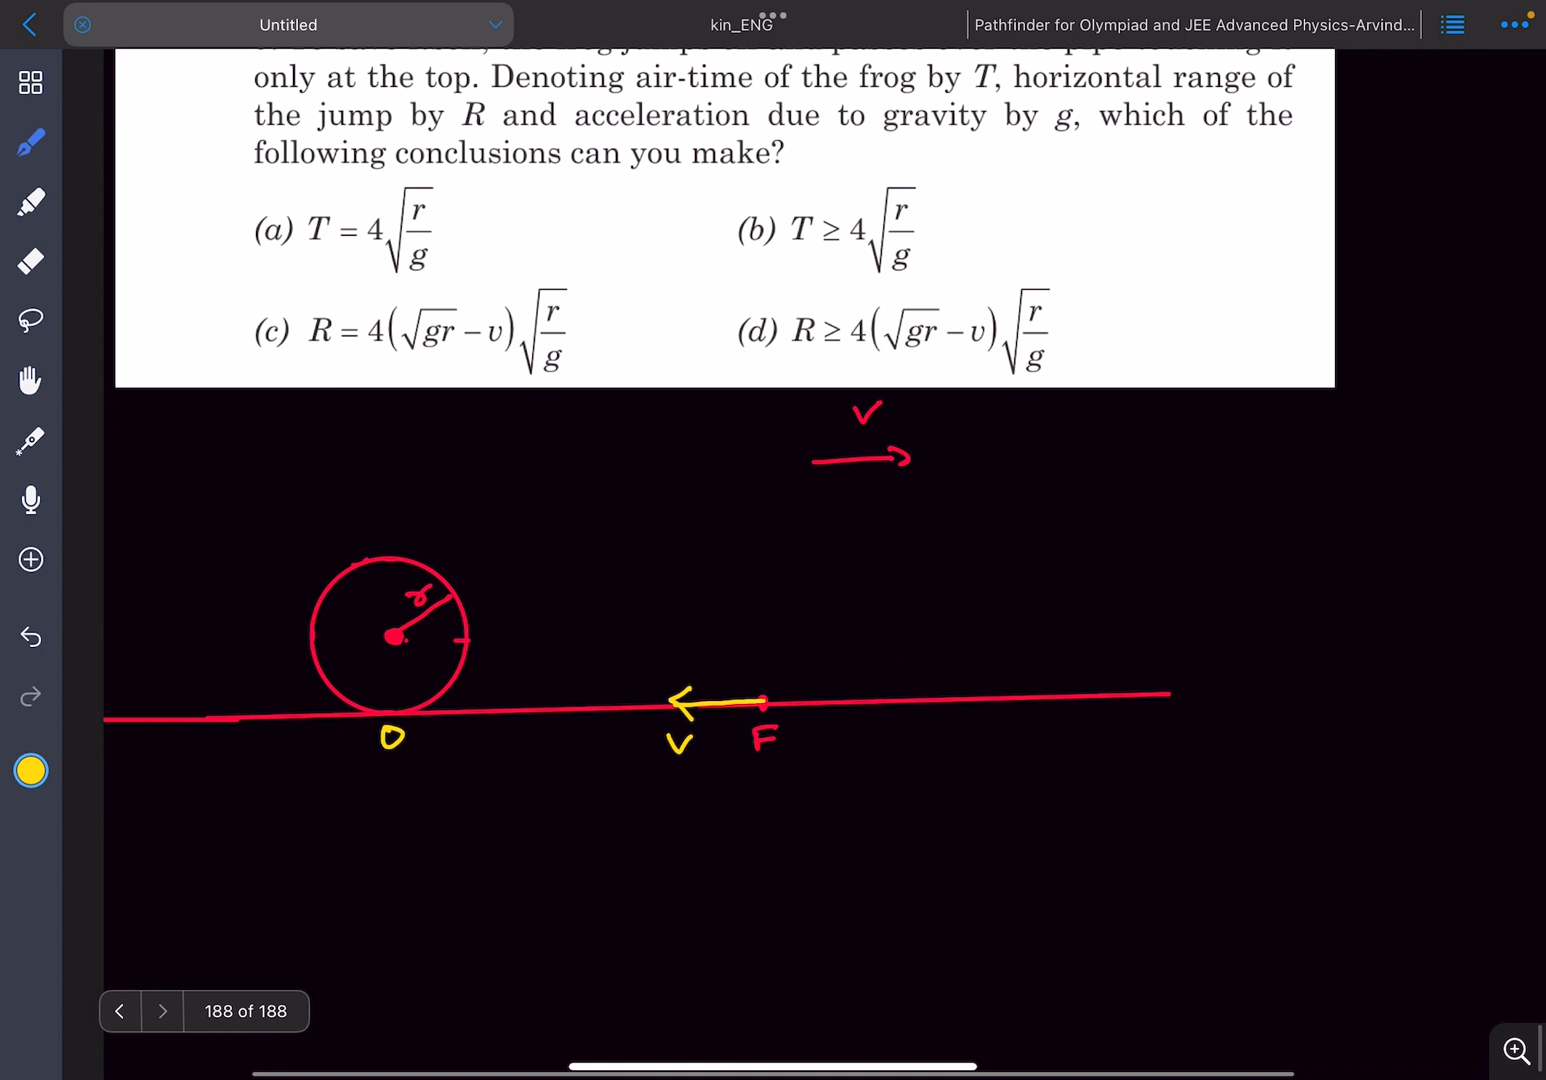 Untitled
kin_ENG
Pathfinder for Olympiad and JEE Advanced Physics-Arvind...
only at the top. Denoting air-time of the frog by T, horizontal range of
the jump by R and acceleration due to gravity by g, which of the
following conclusions can you make?
(a) T = 4√(r/g)
(b) T ≥ 4√(r/g)
(c) R = 4(√gr − v)√(r/g)
(d) R ≥ 4(√gr − v)√(r/g)
v
r
O
v
F
188 of 188